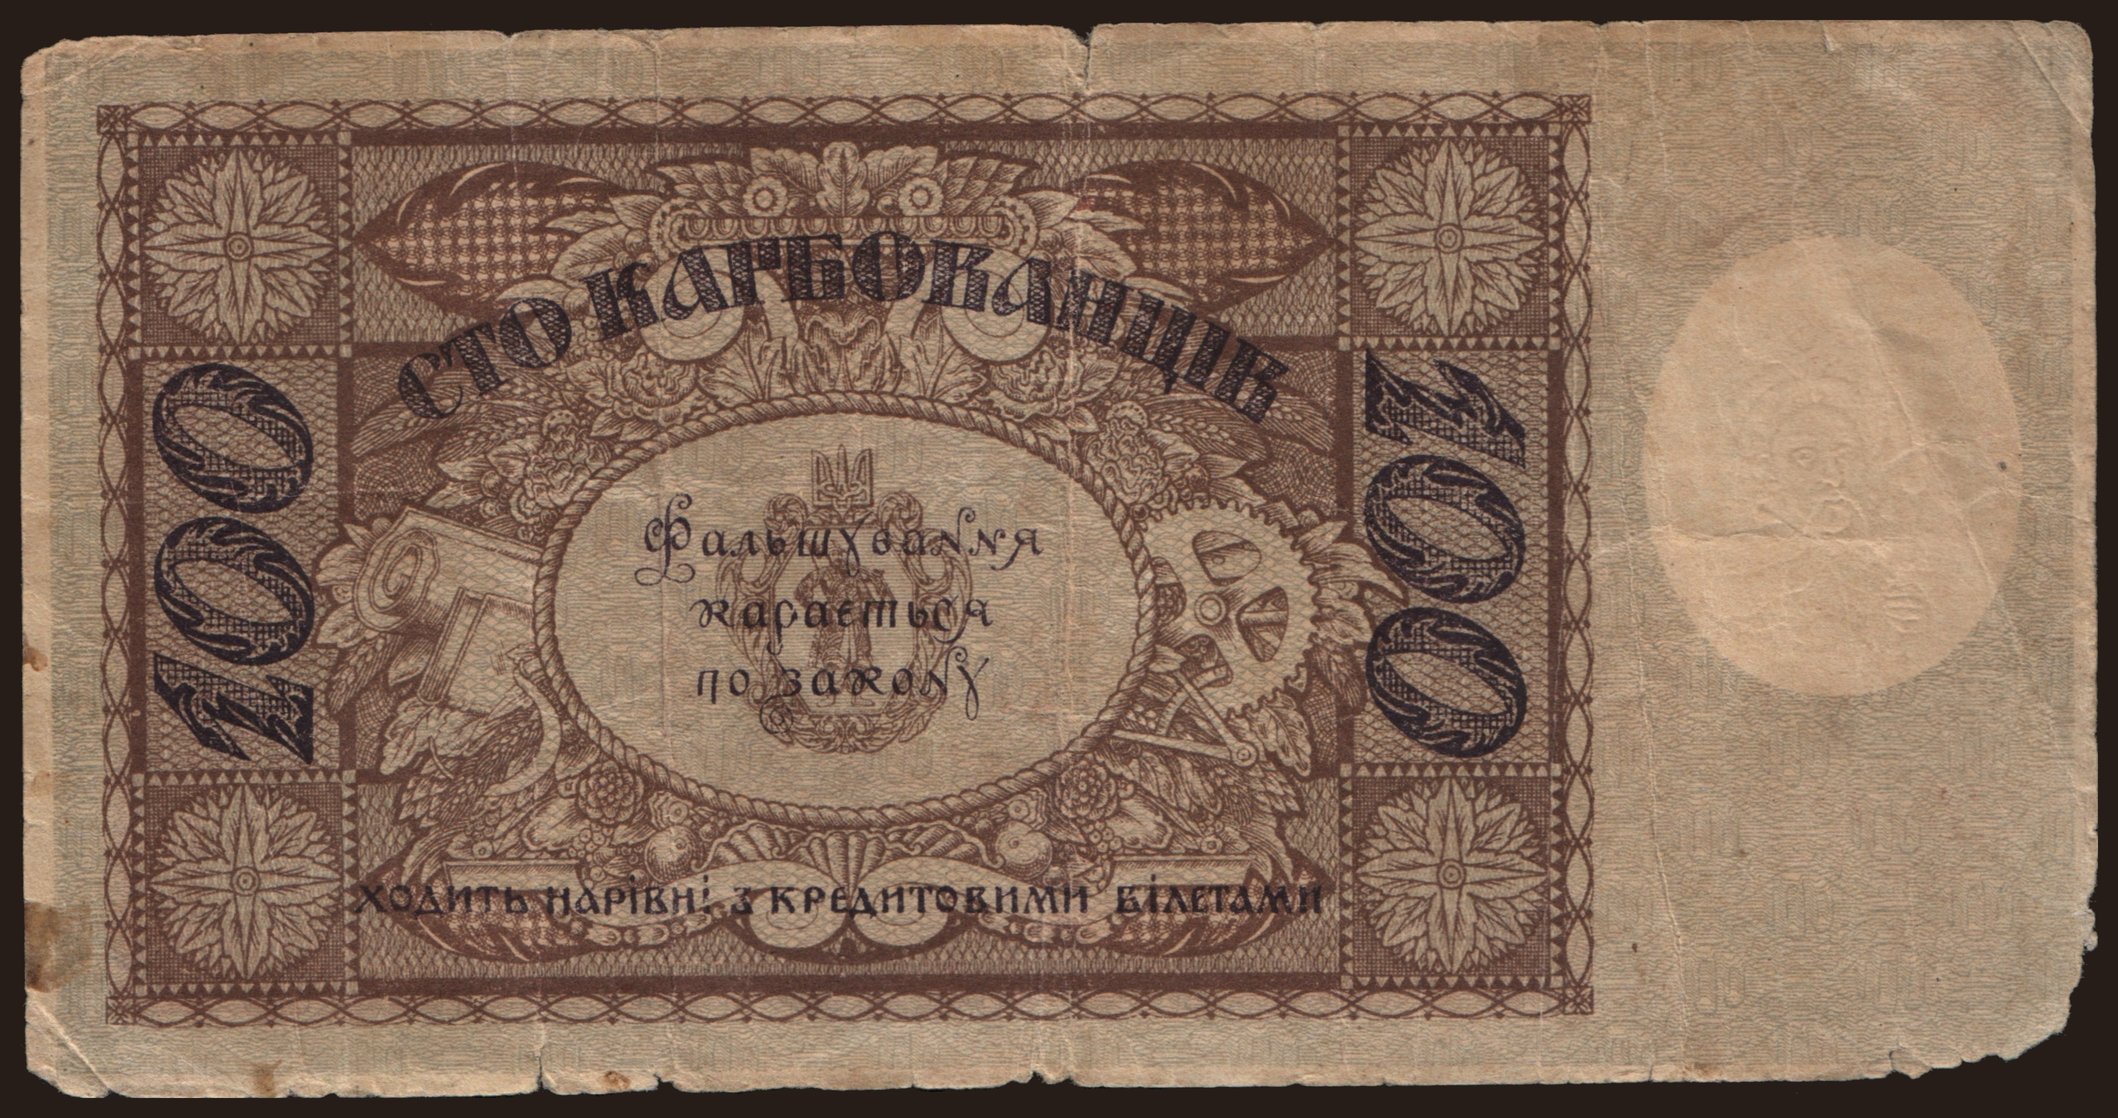 СТО КАРБОВАНЦІВ
100
100
Фальшування
карається
по закону
ХОДИТЬ НАРІВНІ З КРЕДИТОВИМИ БІЛЕТАМИ